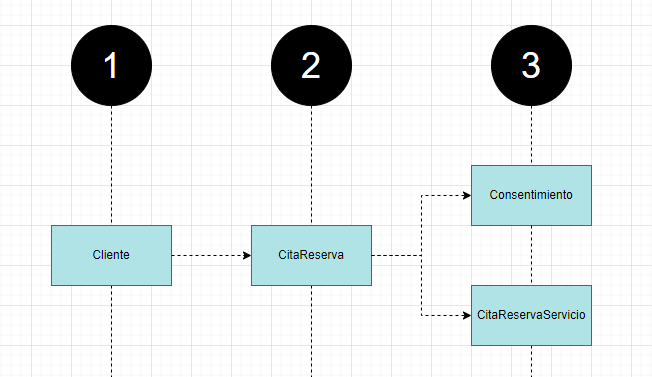 1
2
3
Consentimiento
Cliente
CitaReserva
CitaReservaServicio